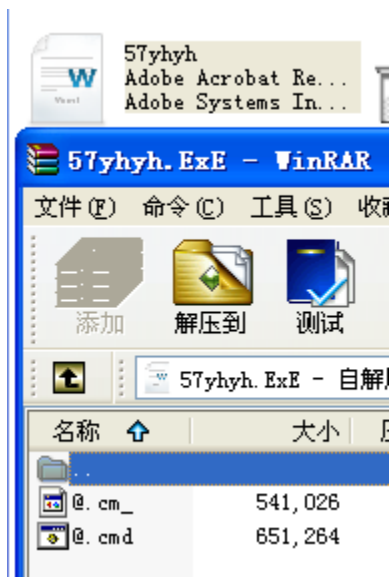 57yhyh
Adobe Acrobat Re...
Adobe Systems In...
W
57yhyh.ExE - WinRAR
文件(F) 命令(C) 工具(S) 收藏
添加 解压到 测试
57yhyh.ExE - 自解
名称 大小
..
@.cm_ 541,026
@.cmd 651,264